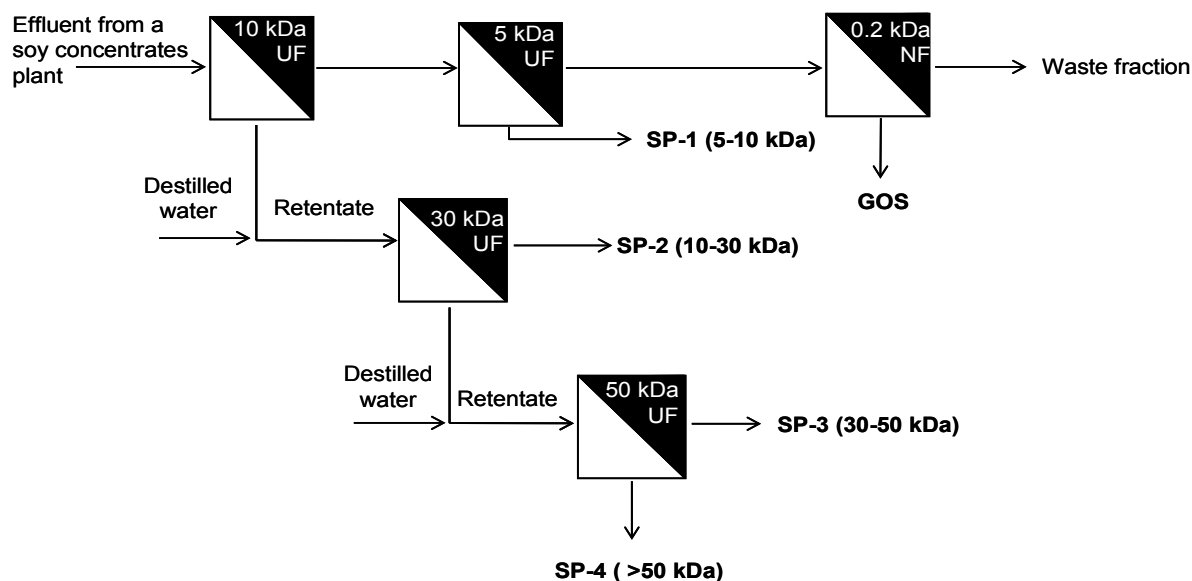 Effluent from a
soy concentrates
plant
10 kDa
UF
5 kDa
UF
0.2 kDa
NF
Waste fraction
SP-1 (5-10 kDa)
GOS
Destilled
water
Retentate
30 kDa
UF
SP-2 (10-30 kDa)
Destilled
water
Retentate
50 kDa
UF
SP-3 (30-50 kDa)
SP-4 ( >50 kDa)